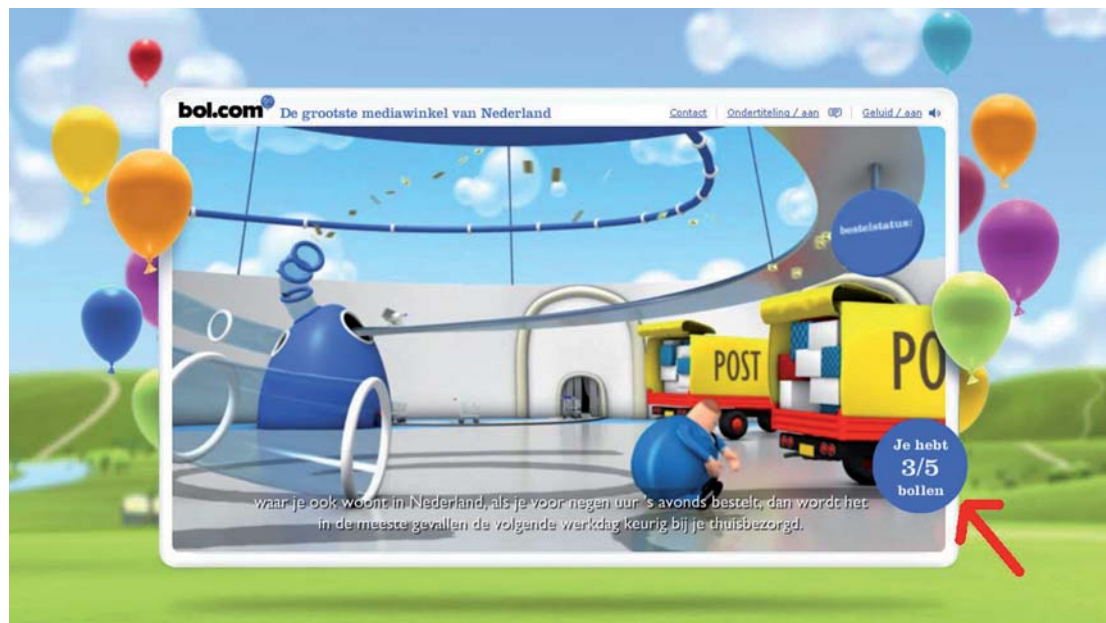 bol.com
De grootste mediawinkel van Nederland
Contact
Ondertiteling / aan
Geluid / aan
bestelstatus:
POST
PO
Je hebt
3/5
bollen
waar je ook woont in Nederland, als je voor negen uur 's avonds bestelt, dan wordt het
in de meeste gevallen de volgende werkdag keurig bij je thuisbezorgd.